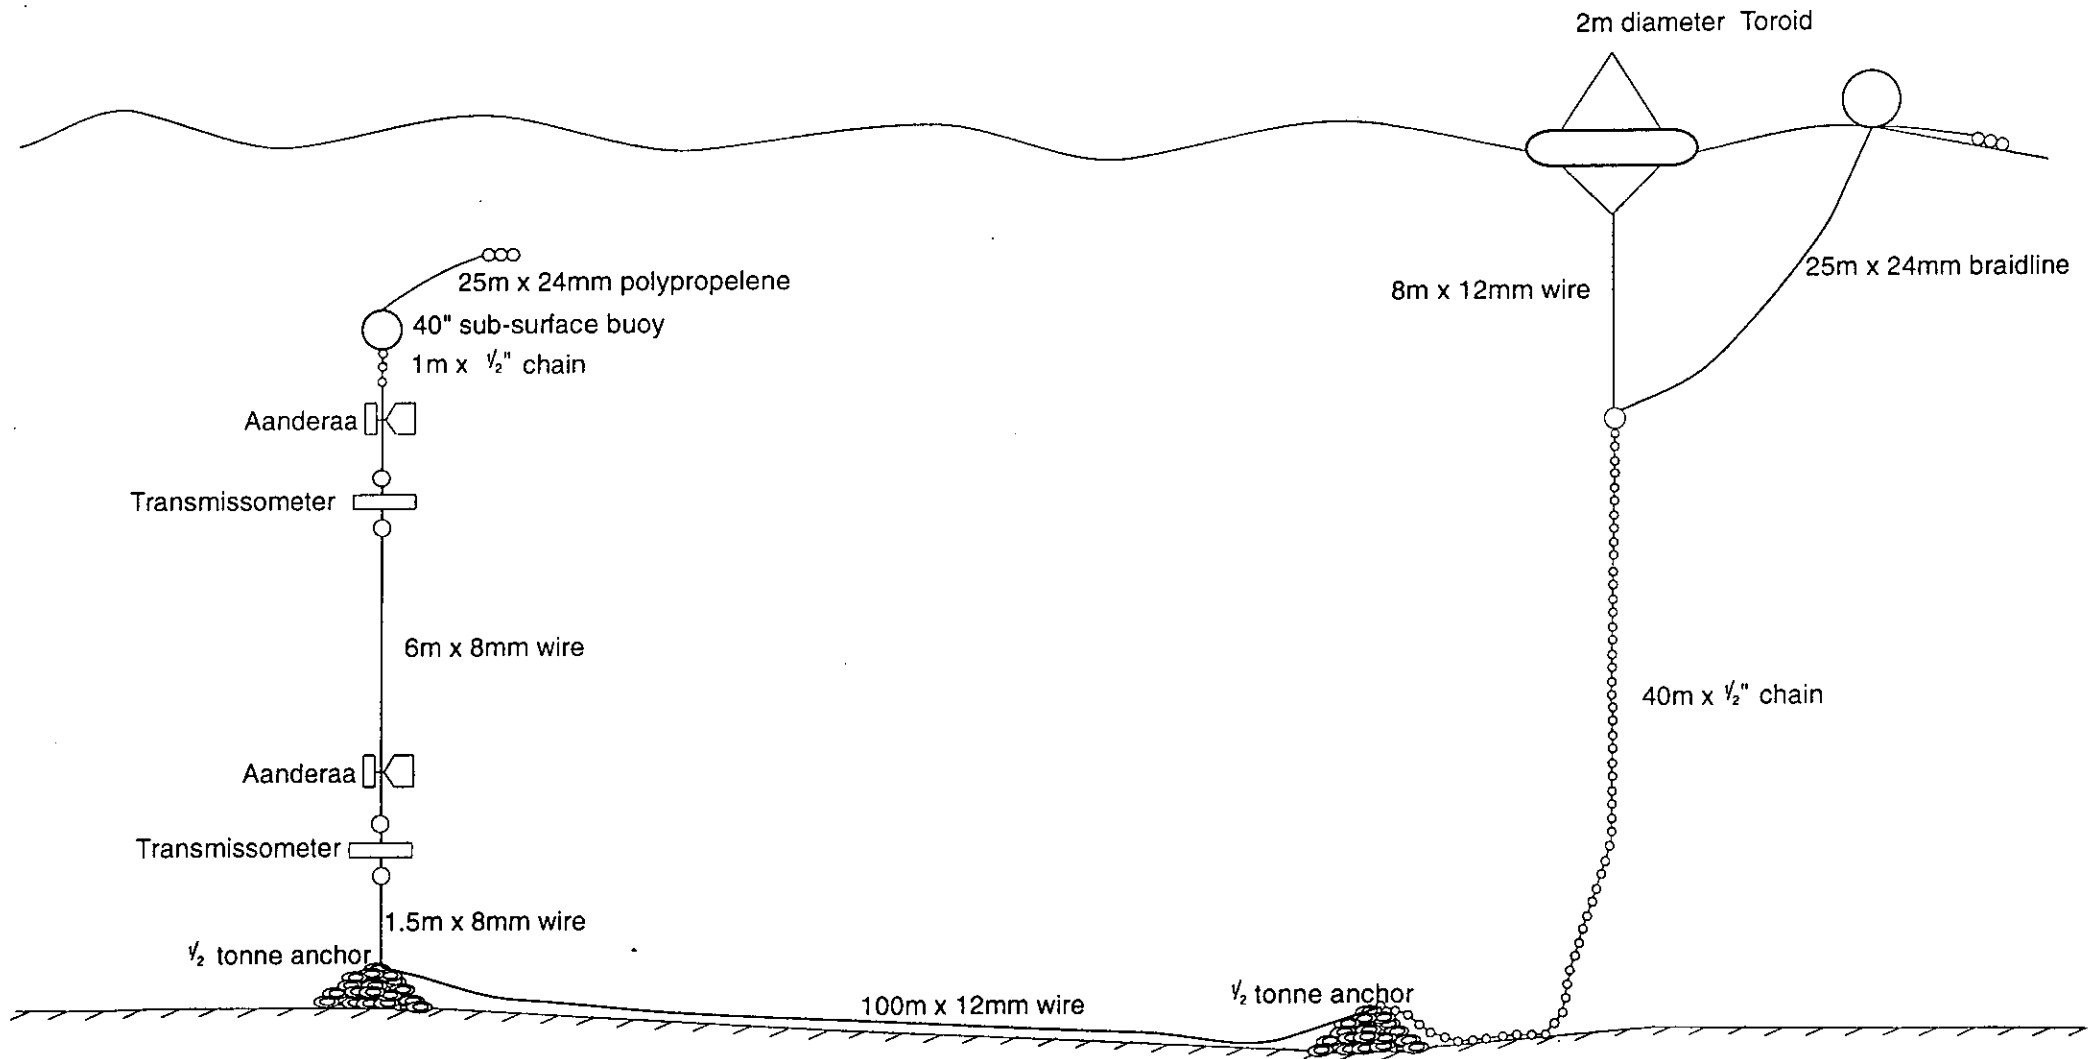 2m diameter Toroid
25m x 24mm braidline
25m x 24mm polypropelene
8m x 12mm wire
40" sub-surface buoy
1m x ½" chain
Aanderaa
Transmissometer
6m x 8mm wire
40m x ½" chain
Aanderaa
Transmissometer
1.5m x 8mm wire
½ tonne anchor
½ tonne anchor
100m x 12mm wire